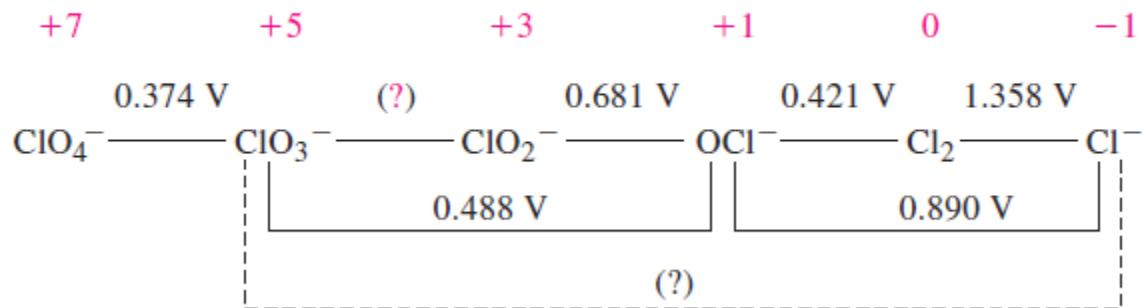 +7 +5 +3 +1 0 −1
0.374 V (?) 0.681 V 0.421 V 1.358 V
ClO₄⁻ ClO₃⁻ ClO₂⁻ OCl⁻ Cl₂ Cl⁻
0.488 V 0.890 V
(?)